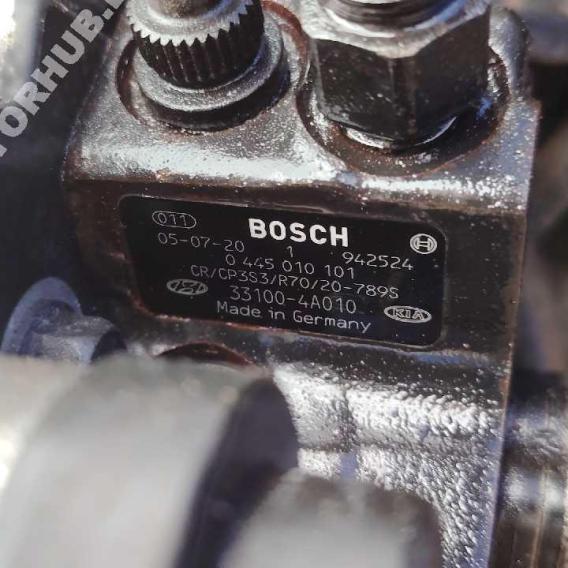 TORHUB.
011 BOSCH
05-07-20 1 942524
0 445 010 101
CR/CP3S3/R70/20-789S
33100-4A010
KIA
Made in Germany